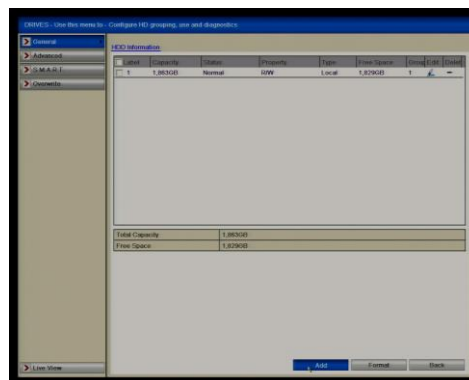 DRIVES - Use this menu to - Configure HD grouping, use and diagnostics.
General
Advanced
S.M.A.R.T
Overwrite
Live View
HDD Information
Label Capacity Status Property Type Free Space Group Edit Delet
1 1,863GB Normal R/W Local 1,829GB 1
Total Capacity 1,863GB
Free Space 1,829GB
Add Format Back